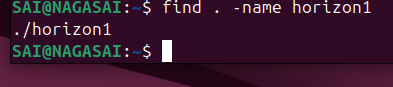 SAI@NAGASAI:~$ find . -name horizon1
./horizon1
SAI@NAGASAI:~$